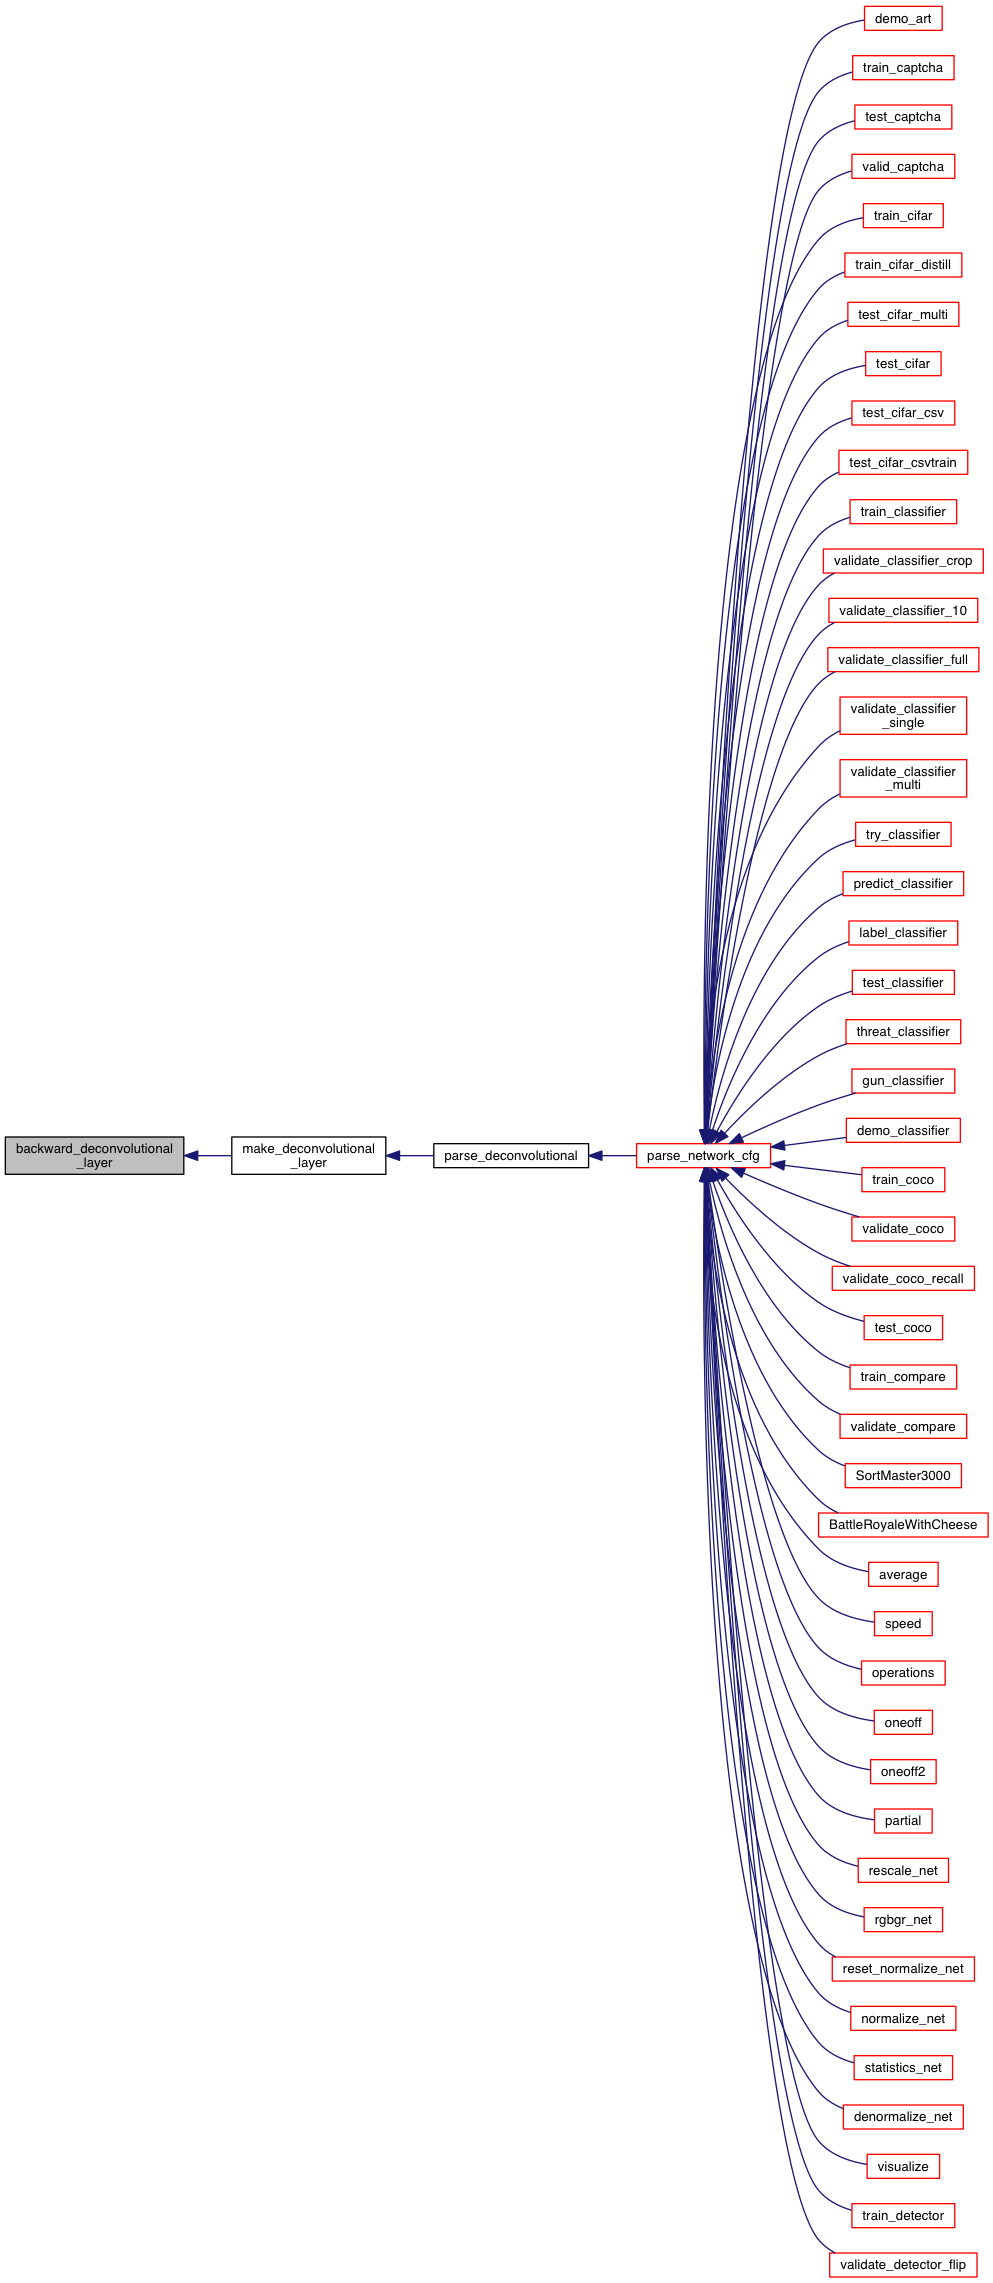 demo_art
train_captcha
test_captcha
valid_captcha
train_cifar
train_cifar_distill
test_cifar_multi
test_cifar
test_cifar_csv
test_cifar_csvtrain
train_classifier
validate_classifier_crop
validate_classifier_10
validate_classifier_full
validate_classifier
_single
validate_classifier
_multi
try_classifier
predict_classifier
label_classifier
test_classifier
threat_classifier
gun_classifier
demo_classifier
backward_deconvolutional
_layer
make_deconvolutional
_layer
parse_deconvolutional
parse_network_cfg
train_coco
validate_coco
validate_coco_recall
test_coco
train_compare
validate_compare
SortMaster3000
BattleRoyaleWithCheese
average
speed
operations
oneoff
oneoff2
partial
rescale_net
rgbgr_net
reset_normalize_net
normalize_net
statistics_net
denormalize_net
visualize
train_detector
validate_detector_flip